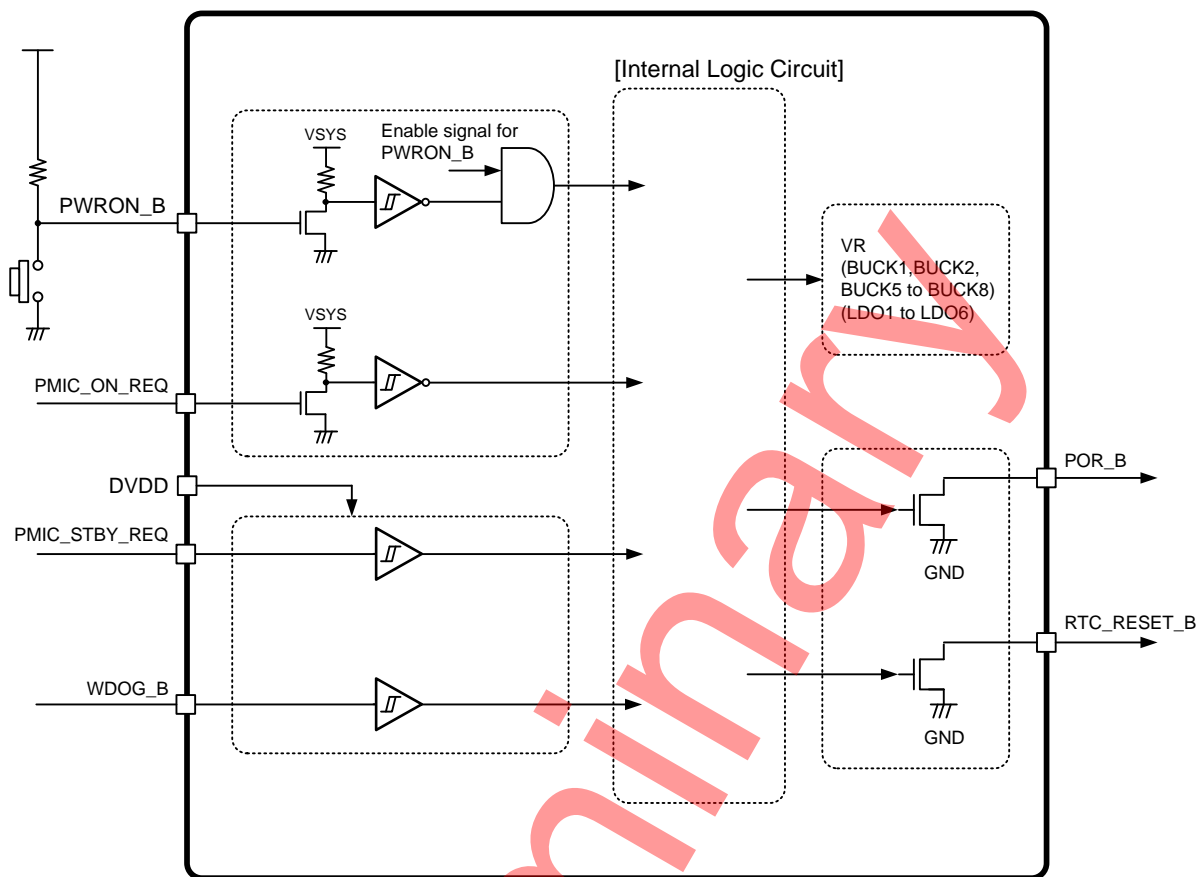 [Internal Logic Circuit]
VSYS
Enable signal for
PWRON_B
PWRON_B
VR
(BUCK1,BUCK2,
BUCK5 to BUCK8)
(LDO1 to LDO6)
VSYS
PMIC_ON_REQ
POR_B
DVDD
PMIC_STBY_REQ
GND
RTC_RESET_B
WDOG_B
GND
minary